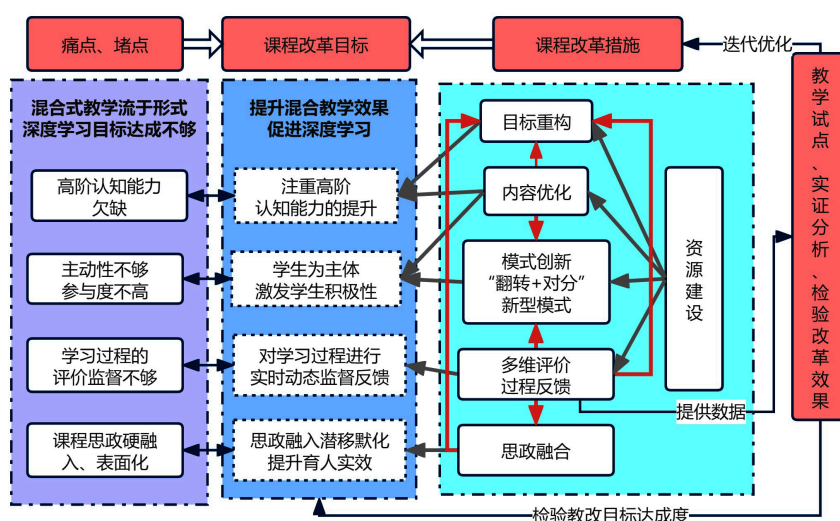 痛点、堵点
课程改革目标
课程改革措施
迭代优化
混合式教学流于形式
深度学习目标达成不够
高阶认知能力
欠缺
主动性不够
参与度不高
学习过程的
评价监督不够
课程思政硬融
入、表面化
提升混合教学效果
促进深度学习
注重高阶
认知能力的提升
学生为主体
激发学生积极性
对学习过程进行
实时动态监督反馈
思政融入潜移默化
提升育人实效
目标重构
内容优化
模式创新
“翻转+对分”
新型模式
多维评价
过程反馈
思政融合
资源建设
提供数据
教学试点、实证分析、检验改革效果
检验教改目标达成度